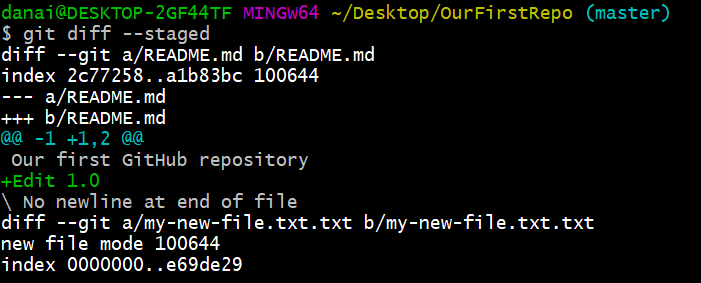 danai@DESKTOP-2GF44TF MINGW64 ~/Desktop/OurFirstRepo (master)
$ git diff --staged
diff --git a/README.md b/README.md
index 2c77258..a1b83bc 100644
--- a/README.md
+++ b/README.md
@@ -1 +1,2 @@
 Our first GitHub repository
+Edit 1.0
\ No newline at end of file
diff --git a/my-new-file.txt.txt b/my-new-file.txt.txt
new file mode 100644
index 0000000..e69de29